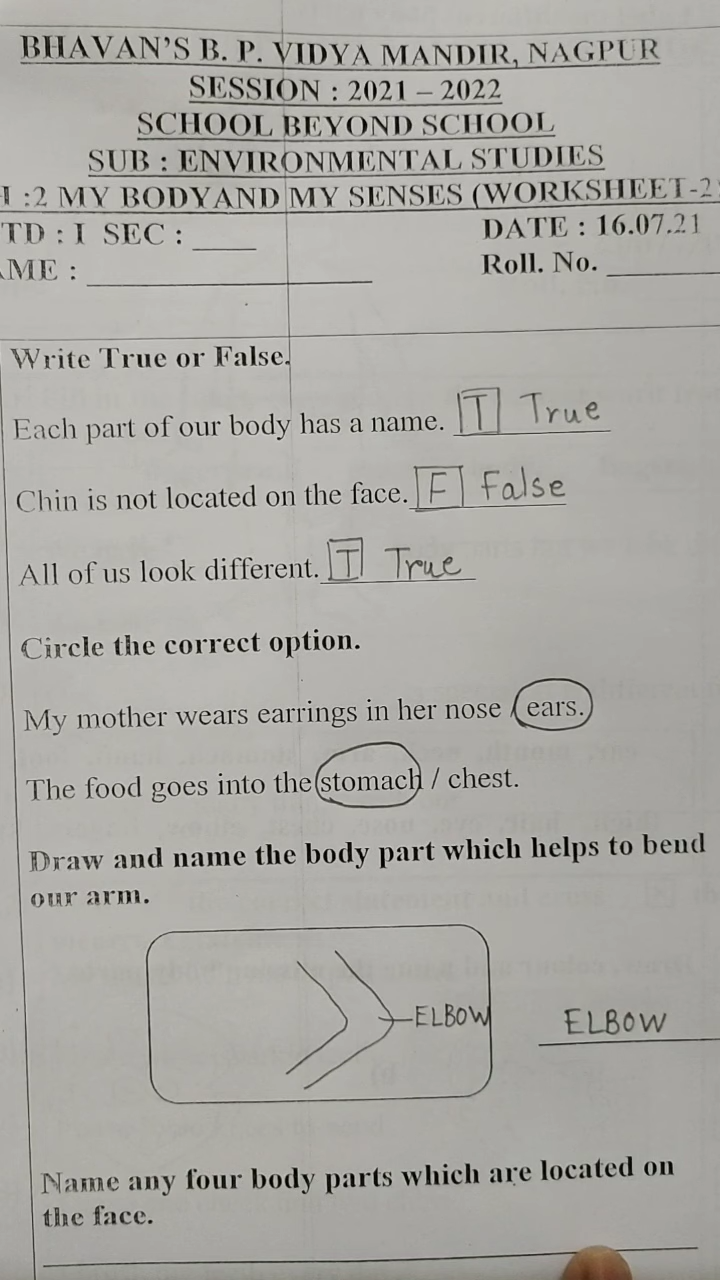 BHAVAN'S B. P. VIDYA MANDIR, NAGPUR
SESSION : 2021 – 2022
SCHOOL BEYOND SCHOOL
SUB : ENVIRONMENTAL STUDIES
:2 MY BODYAND MY SENSES (WORKSHEET-2
TD : I SEC : ____ DATE : 16.07.21
ME : ____ Roll. No. ____
Write True or False.
Each part of our body has a name. T True
Chin is not located on the face. F False
All of us look different. T True
Circle the correct option.
My mother wears earrings in her nose / ears.
The food goes into the stomach / chest.
Draw and name the body part which helps to bend
our arm.
ELBOW ELBOW
Name any four body parts which are located on
the face.